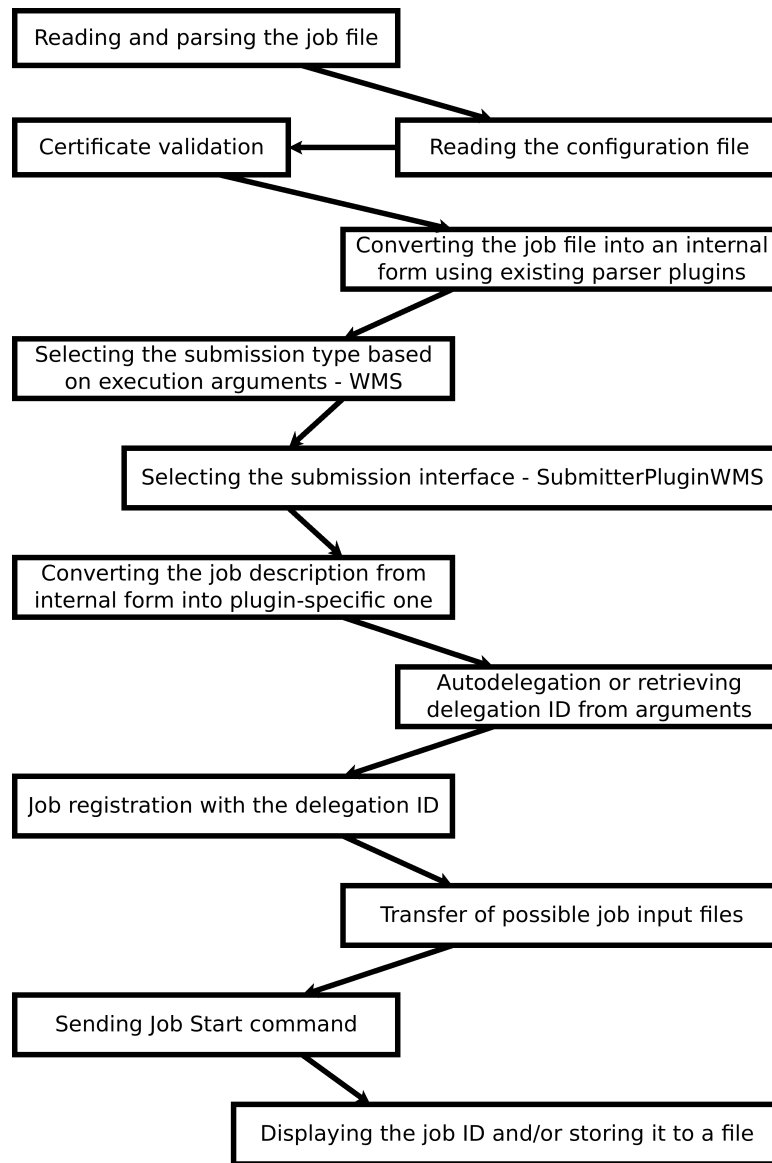 Reading and parsing the job file
Reading the configuration file
Certificate validation
Converting the job file into an internal
form using existing parser plugins
Selecting the submission type based
on execution arguments - WMS
Selecting the submission interface - SubmitterPluginWMS
Converting the job description from
internal form into plugin-specific one
Autodelegation or retrieving
delegation ID from arguments
Job registration with the delegation ID
Transfer of possible job input files
Sending Job Start command
Displaying the job ID and/or storing it to a file